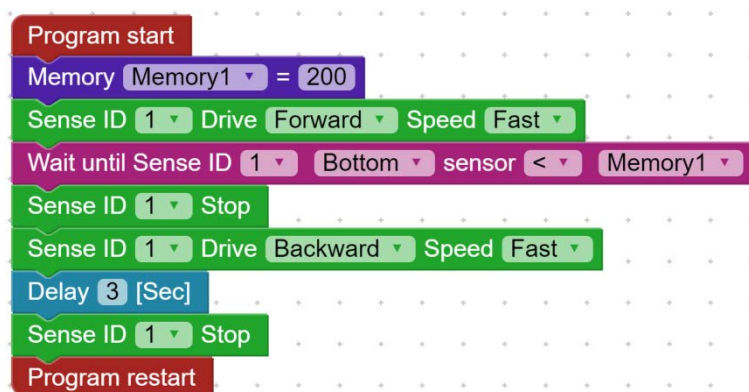 Program start
Memory Memory1 = 200
Sense ID 1 Drive Forward Speed Fast
Wait until Sense ID 1 Bottom sensor < Memory1
Sense ID 1 Stop
Sense ID 1 Drive Backward Speed Fast
Delay 3 [Sec]
Sense ID 1 Stop
Program restart